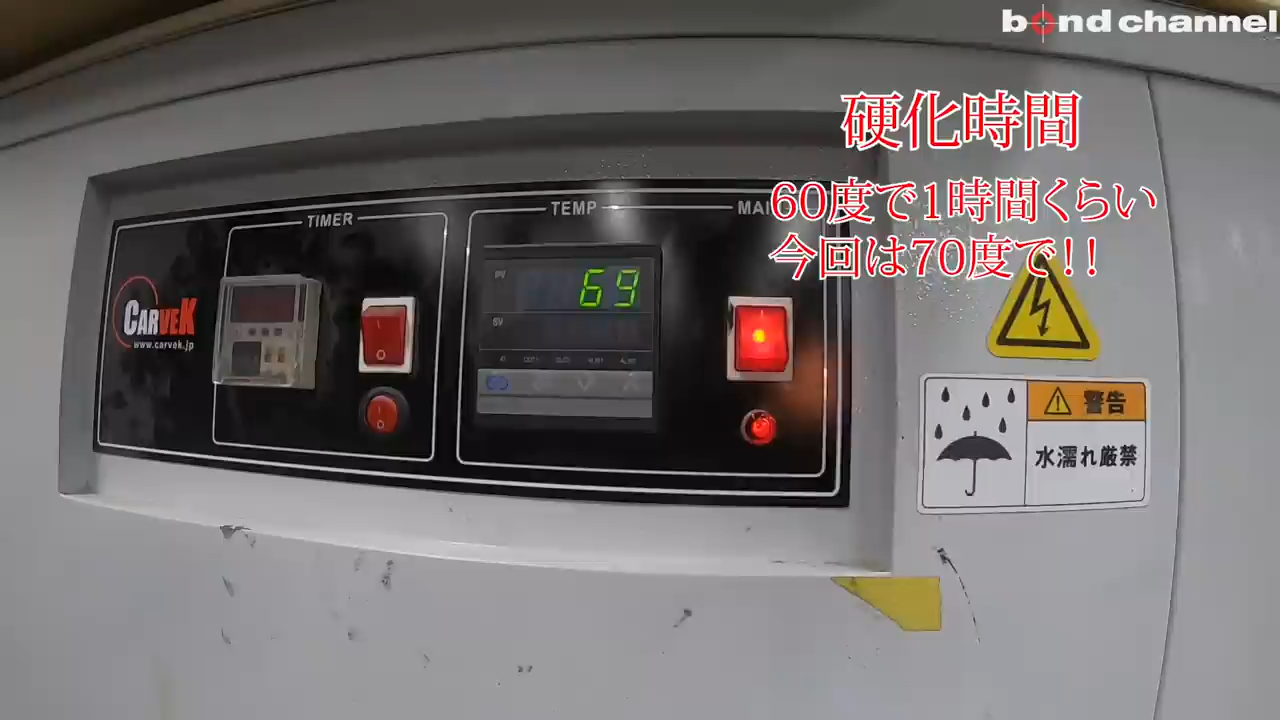 bond channel
硬化時間
60度で1時間くらい
今回は70度で!!
TIMER
TEMP
CARVEK
www.carvek.jp
PV
69
SV
警告
水濡れ厳禁